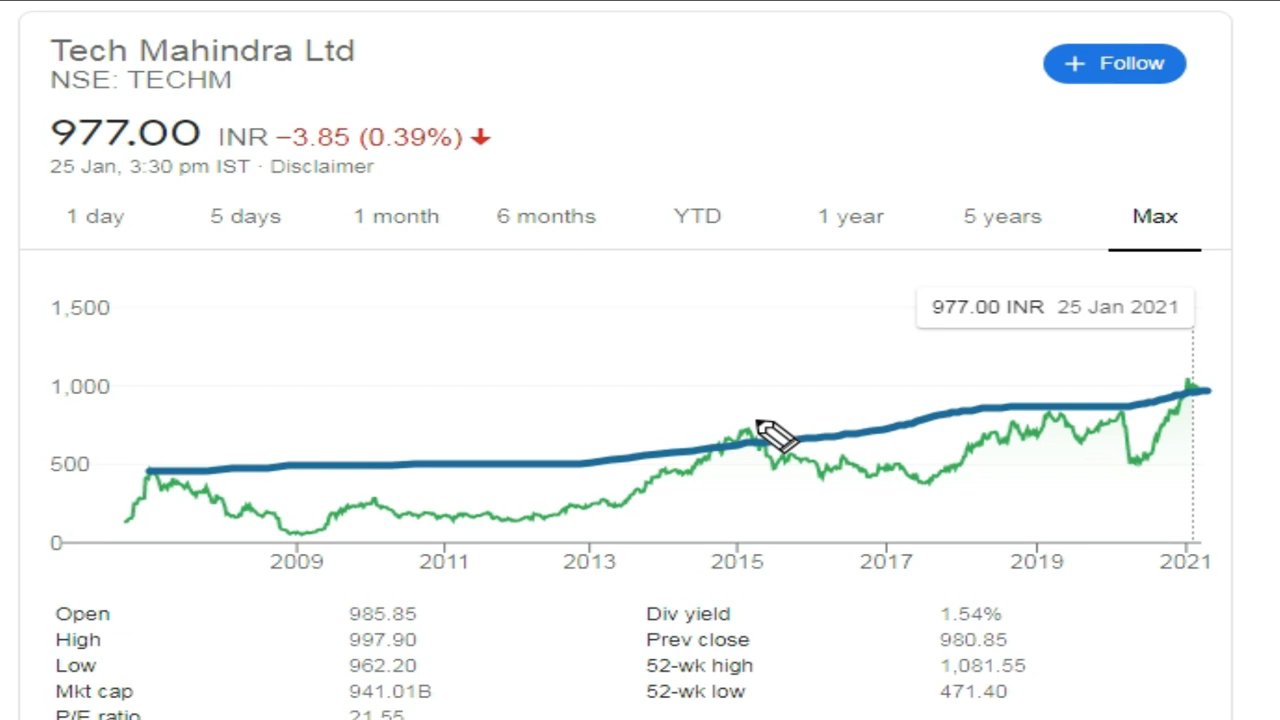 Tech Mahindra Ltd
NSE: TECHM
+ Follow
977.00 INR −3.85 (0.39%)
25 Jan, 3:30 pm IST · Disclaimer
1 day 5 days 1 month 6 months YTD 1 year 5 years Max
977.00 INR 25 Jan 2021
1,500
1,000
500
0
2009 2011 2013 2015 2017 2019 2021
Open 985.85 Div yield 1.54%
High 997.90 Prev close 980.85
Low 962.20 52-wk high 1,081.55
Mkt cap 941.01B 52-wk low 471.40
P/E ratio 21.55